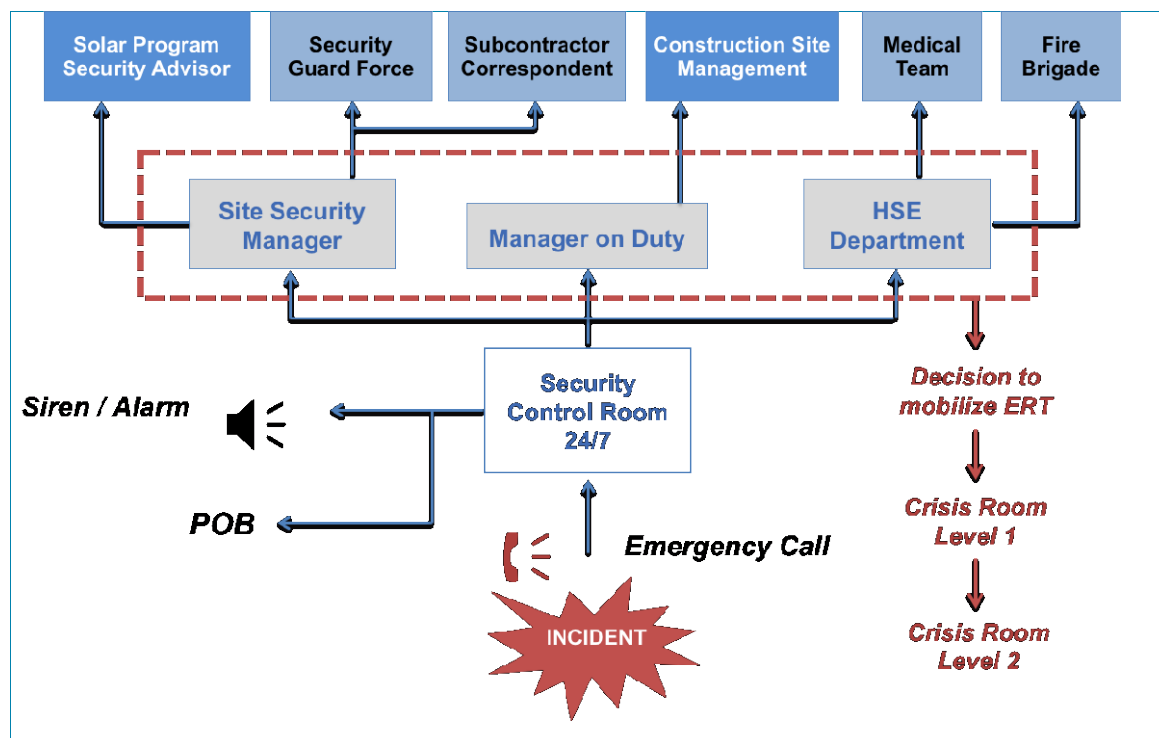 Solar Program
Security Advisor
Security
Guard Force
Subcontractor
Correspondent
Construction Site
Management
Medical
Team
Fire
Brigade
Site Security
Manager
Manager on Duty
HSE
Department
Security
Control Room
24/7
Siren / Alarm
POB
Emergency Call
INCIDENT
Decision to
mobilize ERT
Crisis Room
Level 1
Crisis Room
Level 2